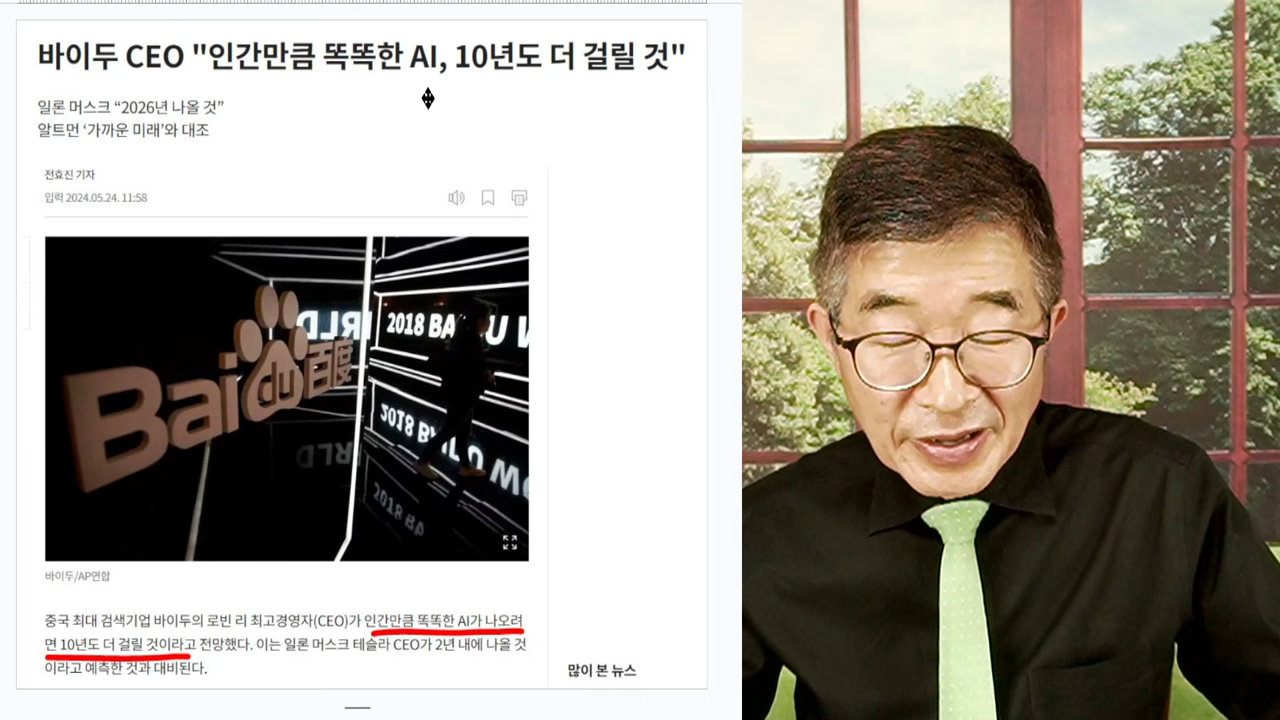 바이두 CEO "인간만큼 똑똑한 AI, 10년도 더 걸릴 것"
일론 머스크 “2026년 나올 것”
알트먼 ‘가까운 미래’와 대조
전효진 기자
입력 2024.05.24. 11:58
Baidu百度
2018 BA
2018 BA
2018 BA
바이두/AP연합
중국 최대 검색기업 바이두의 로빈 리 최고경영자(CEO)가 인간만큼 똑똑한 AI가 나오려
면 10년도 더 걸릴 것이라고 전망했다. 이는 일론 머스크 테슬라 CEO가 2년 내에 나올 것
이라고 예측한 것과 대비된다.
많이 본 뉴스